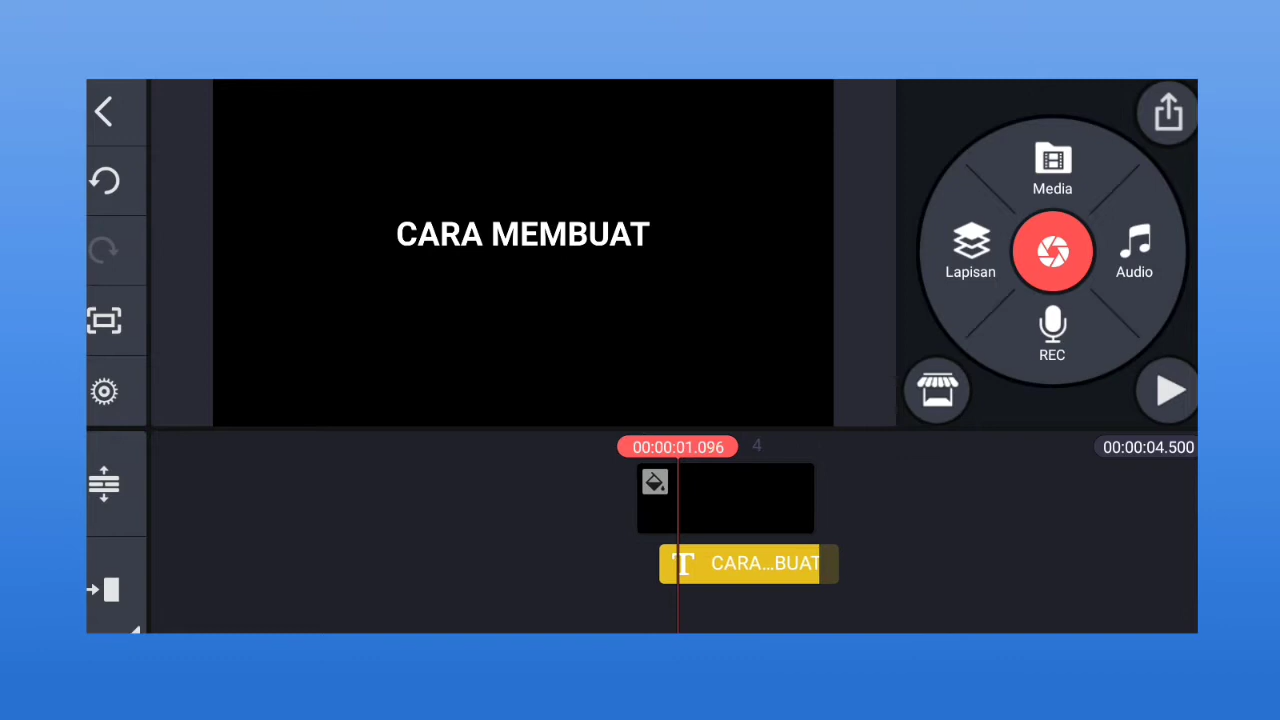 Media
CARA MEMBUAT
Lapisan
Audio
REC
00:00:01.096
4
00:00:04.500
T CARA...BUAT